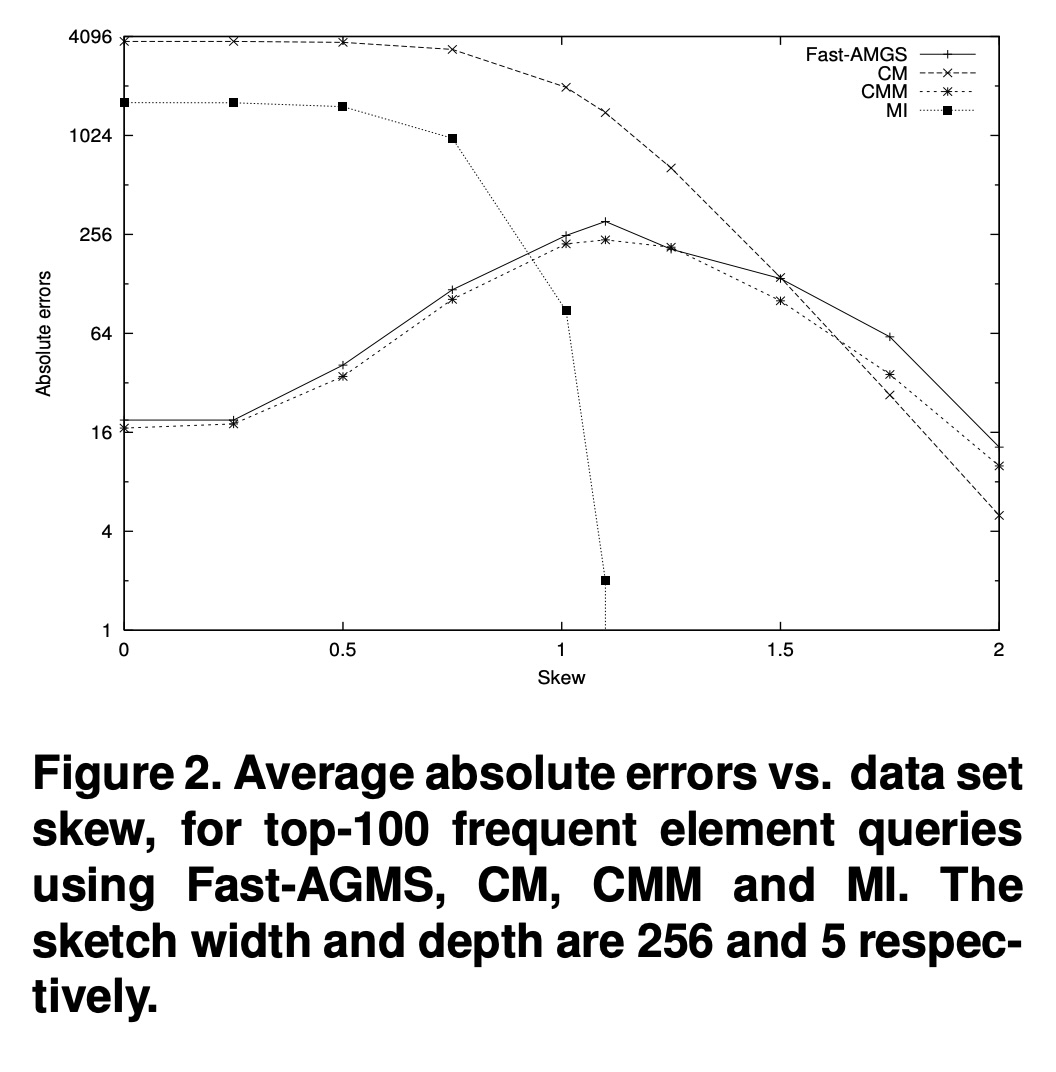 4096
1024
256
64
16
4
1
Absolute errors
Fast-AMGS
CM
CMM
MI
0 0.5 1 1.5 2
Skew
Figure 2. Average absolute errors vs. data set
skew, for top-100 frequent element queries
using Fast-AGMS, CM, CMM and MI. The
sketch width and depth are 256 and 5 respec-
tively.